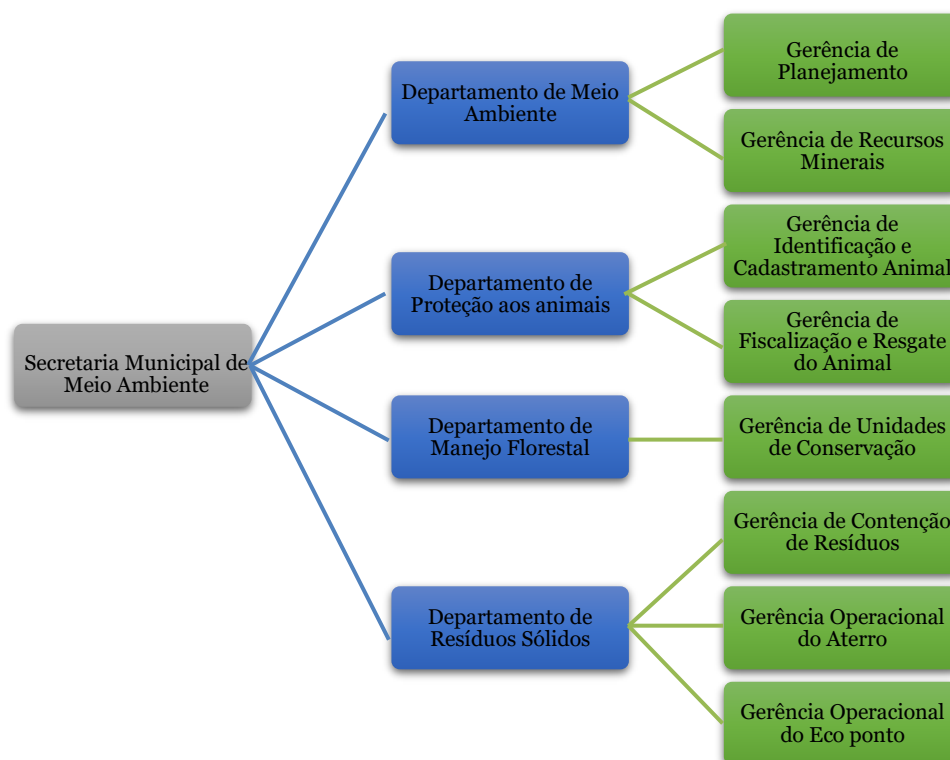 Secretaria Municipal de
Meio Ambiente
Departamento de Meio
Ambiente
Gerência de
Planejamento
Gerência de Recursos
Minerais
Departamento de
Proteção aos animais
Gerência de
Identificação e
Cadastramento Animal
Gerência de
Fiscalização e Resgate
do Animal
Departamento de
Manejo Florestal
Gerência de Unidades
de Conservação
Departamento de
Resíduos Sólidos
Gerência de Contenção
de Resíduos
Gerência Operacional
do Aterro
Gerência Operacional
do Eco ponto